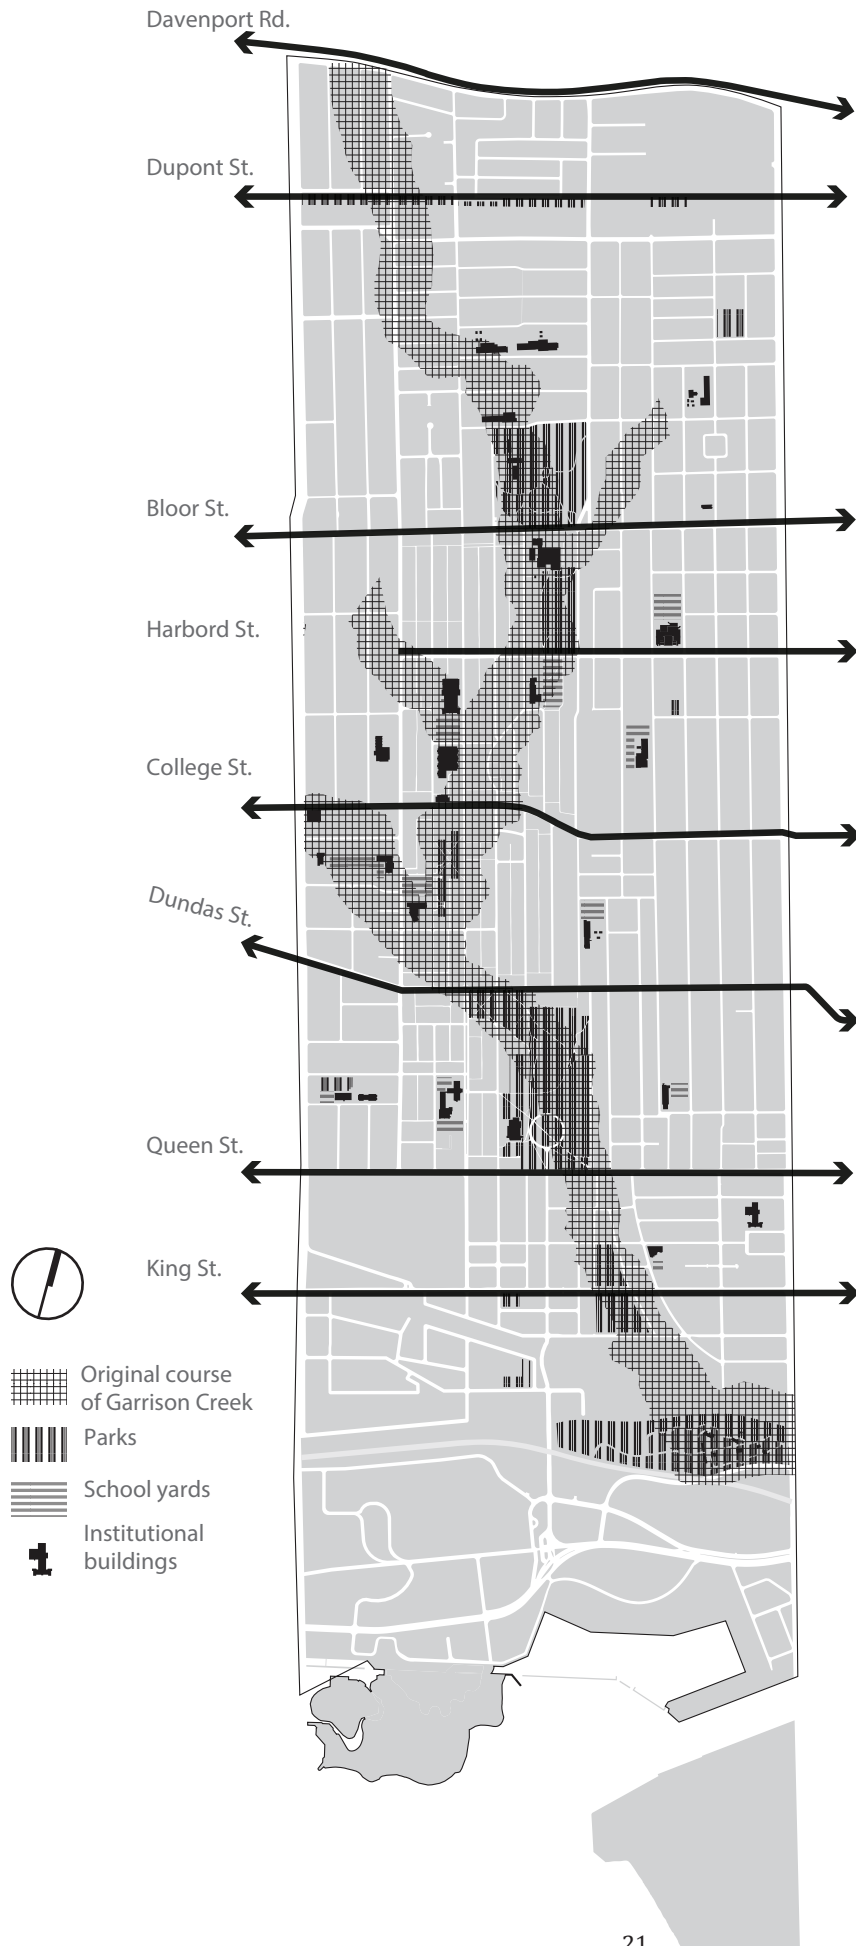 Davenport Rd.
Dupont St.
Bloor St.
Harbord St.
College St.
Dundas St.
Queen St.
King St.
Original course
of Garrison Creek
Parks
School yards
Institutional
buildings
21